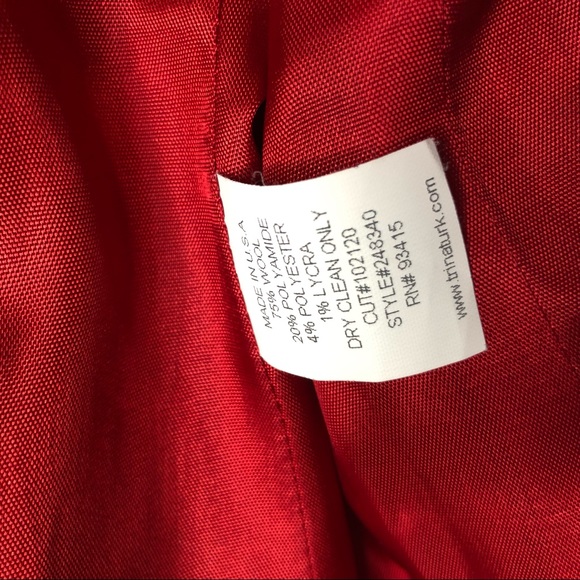 MADE IN U.S.A
75% WOOL
20% POLYAMIDE
4% POLYESTER
1% LYCRA
DRY CLEAN ONLY
CUT#102120
STYLE#248340
RN# 93415
www.trinaturk.com